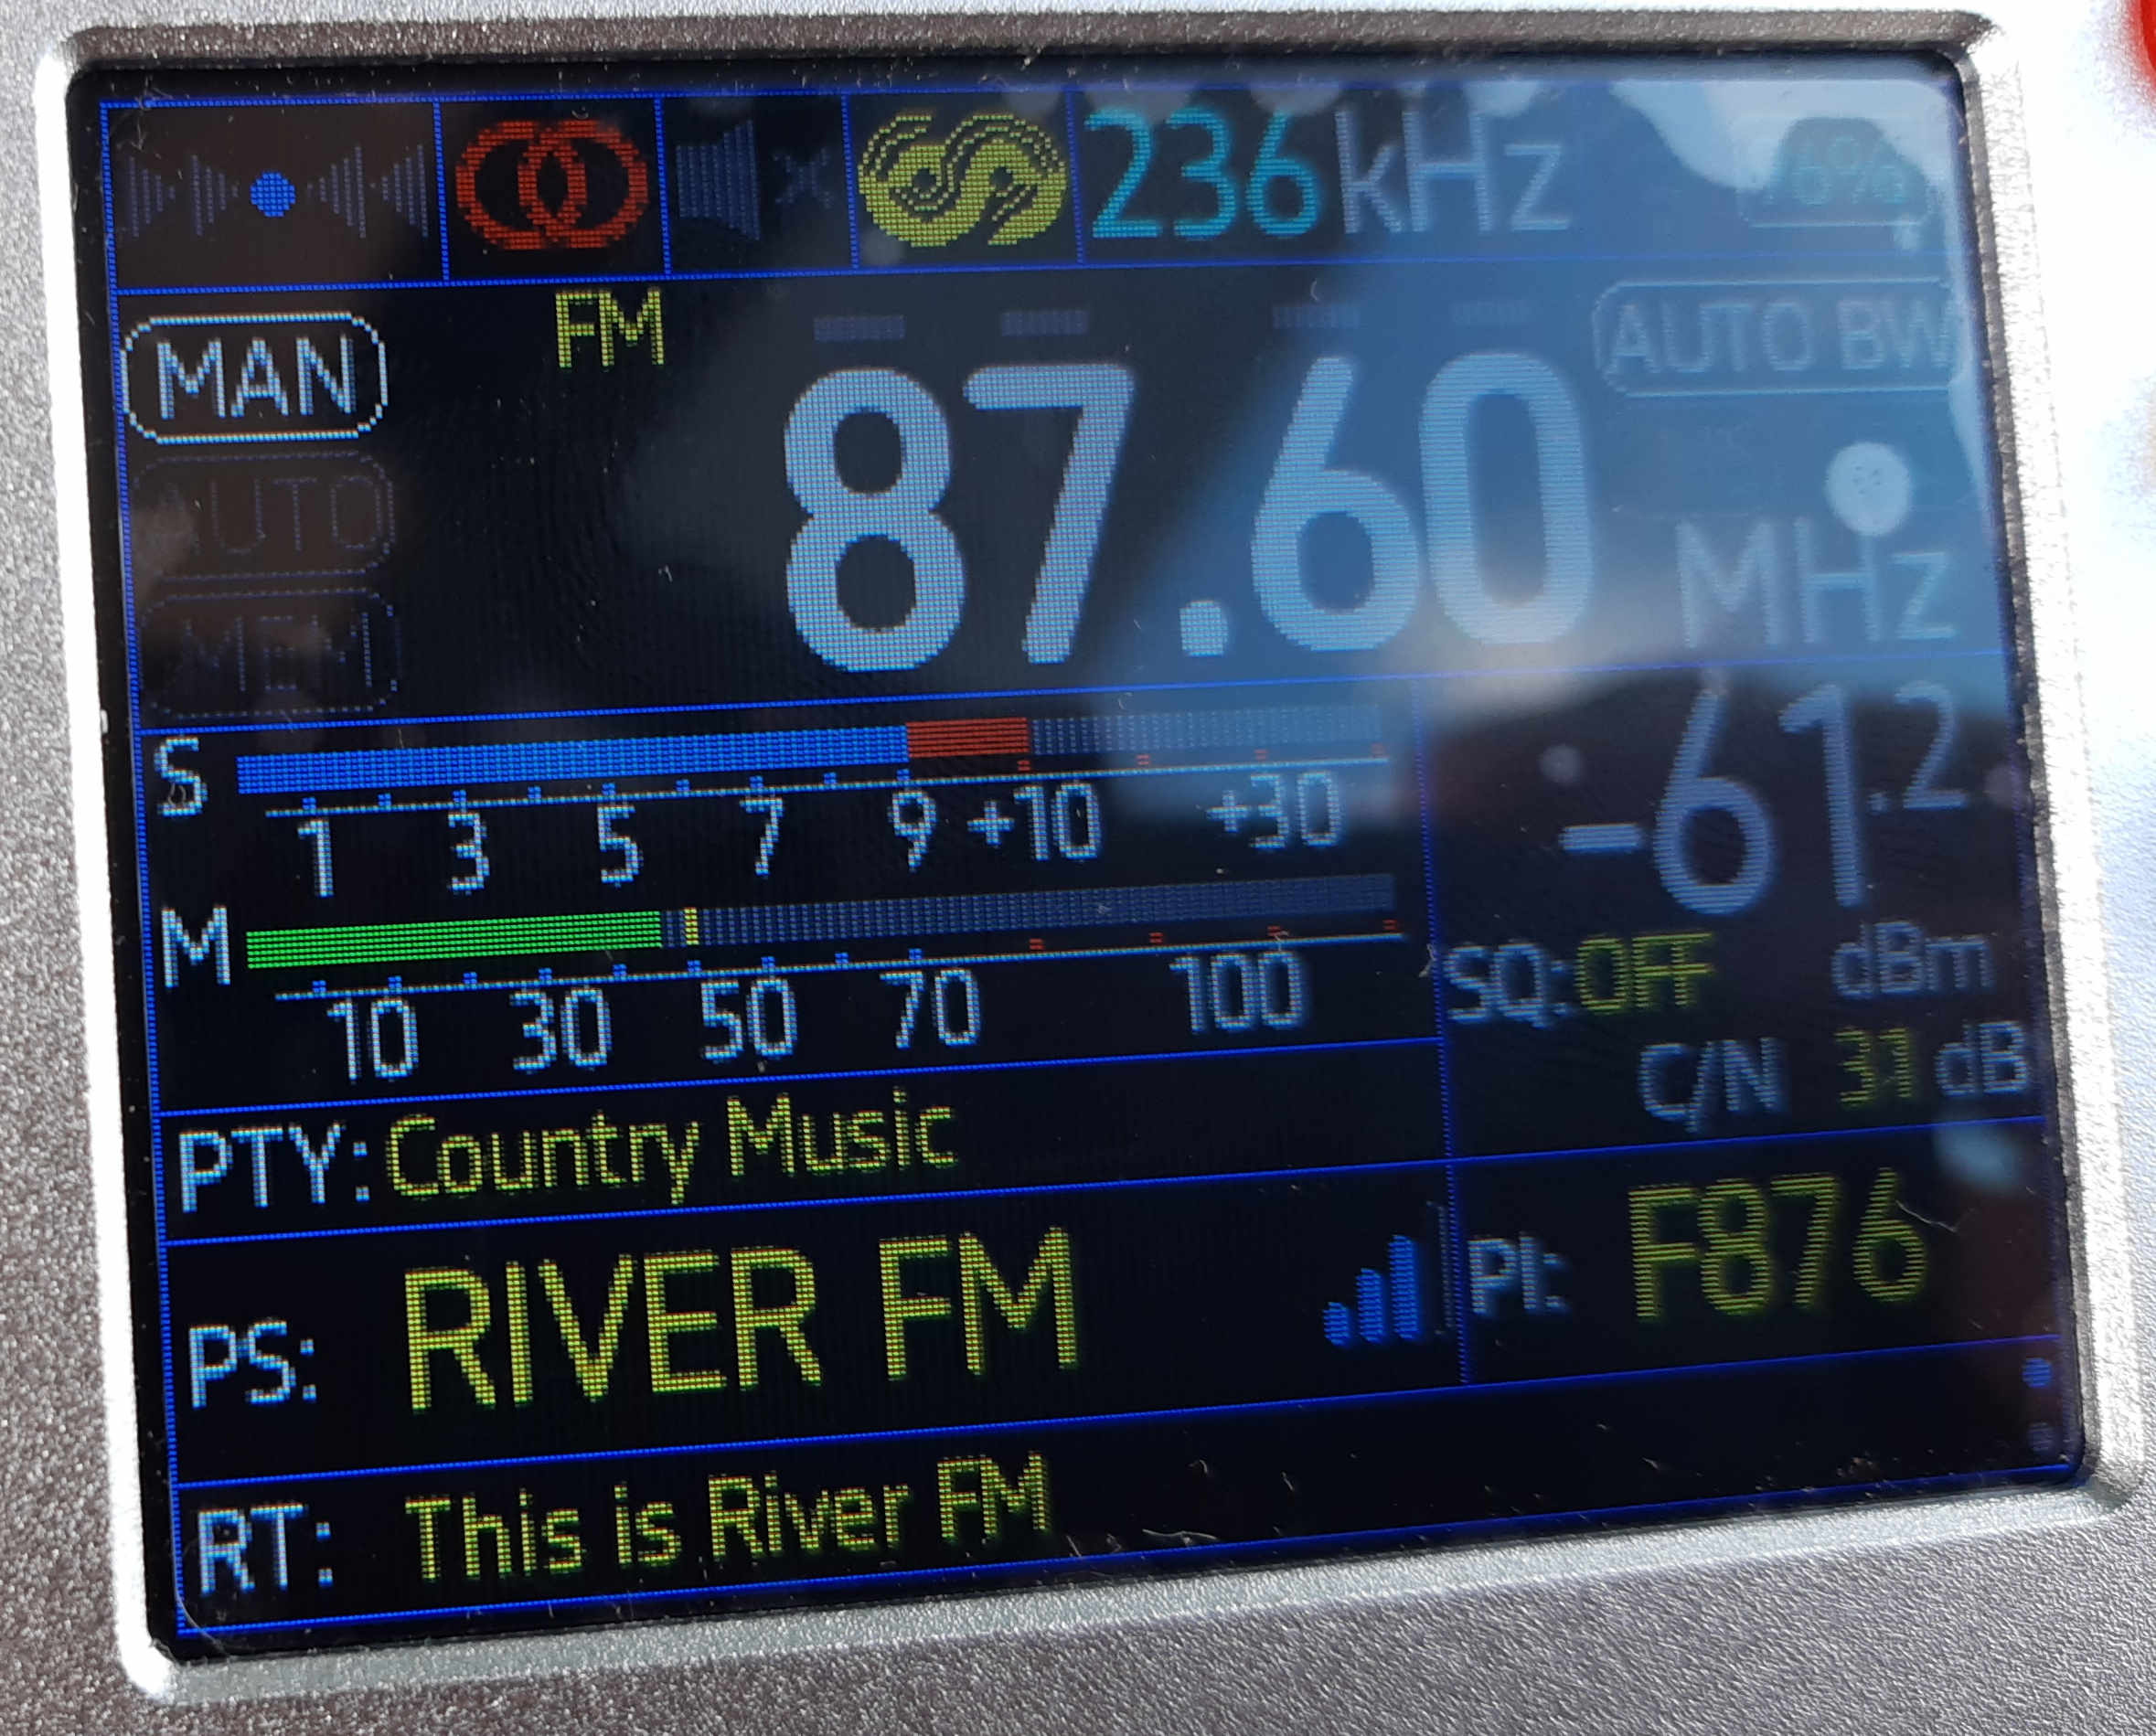 236 kHz
MAN FM AUTO BW
87.60 MHz
AUTO
MEM
S
1 3 5 7 9 +10 +30
-61.2
dBm
M
10 30 50 70 100
SQ:OFF
C/N 31 dB
PTY: Country Music
PS: RIVER FM
PI: F876
RT: This is River FM